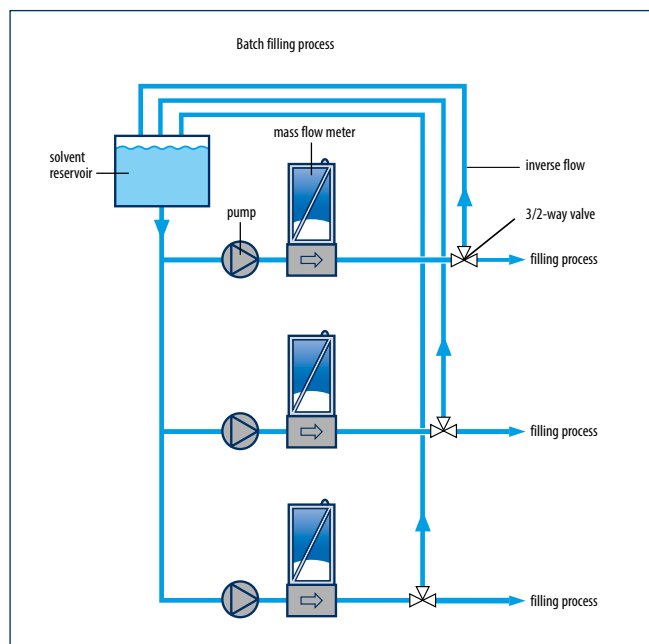 Batch filling process
mass flow meter
solvent
reservoir
inverse flow
pump
3/2-way valve
filling process
filling process
filling process